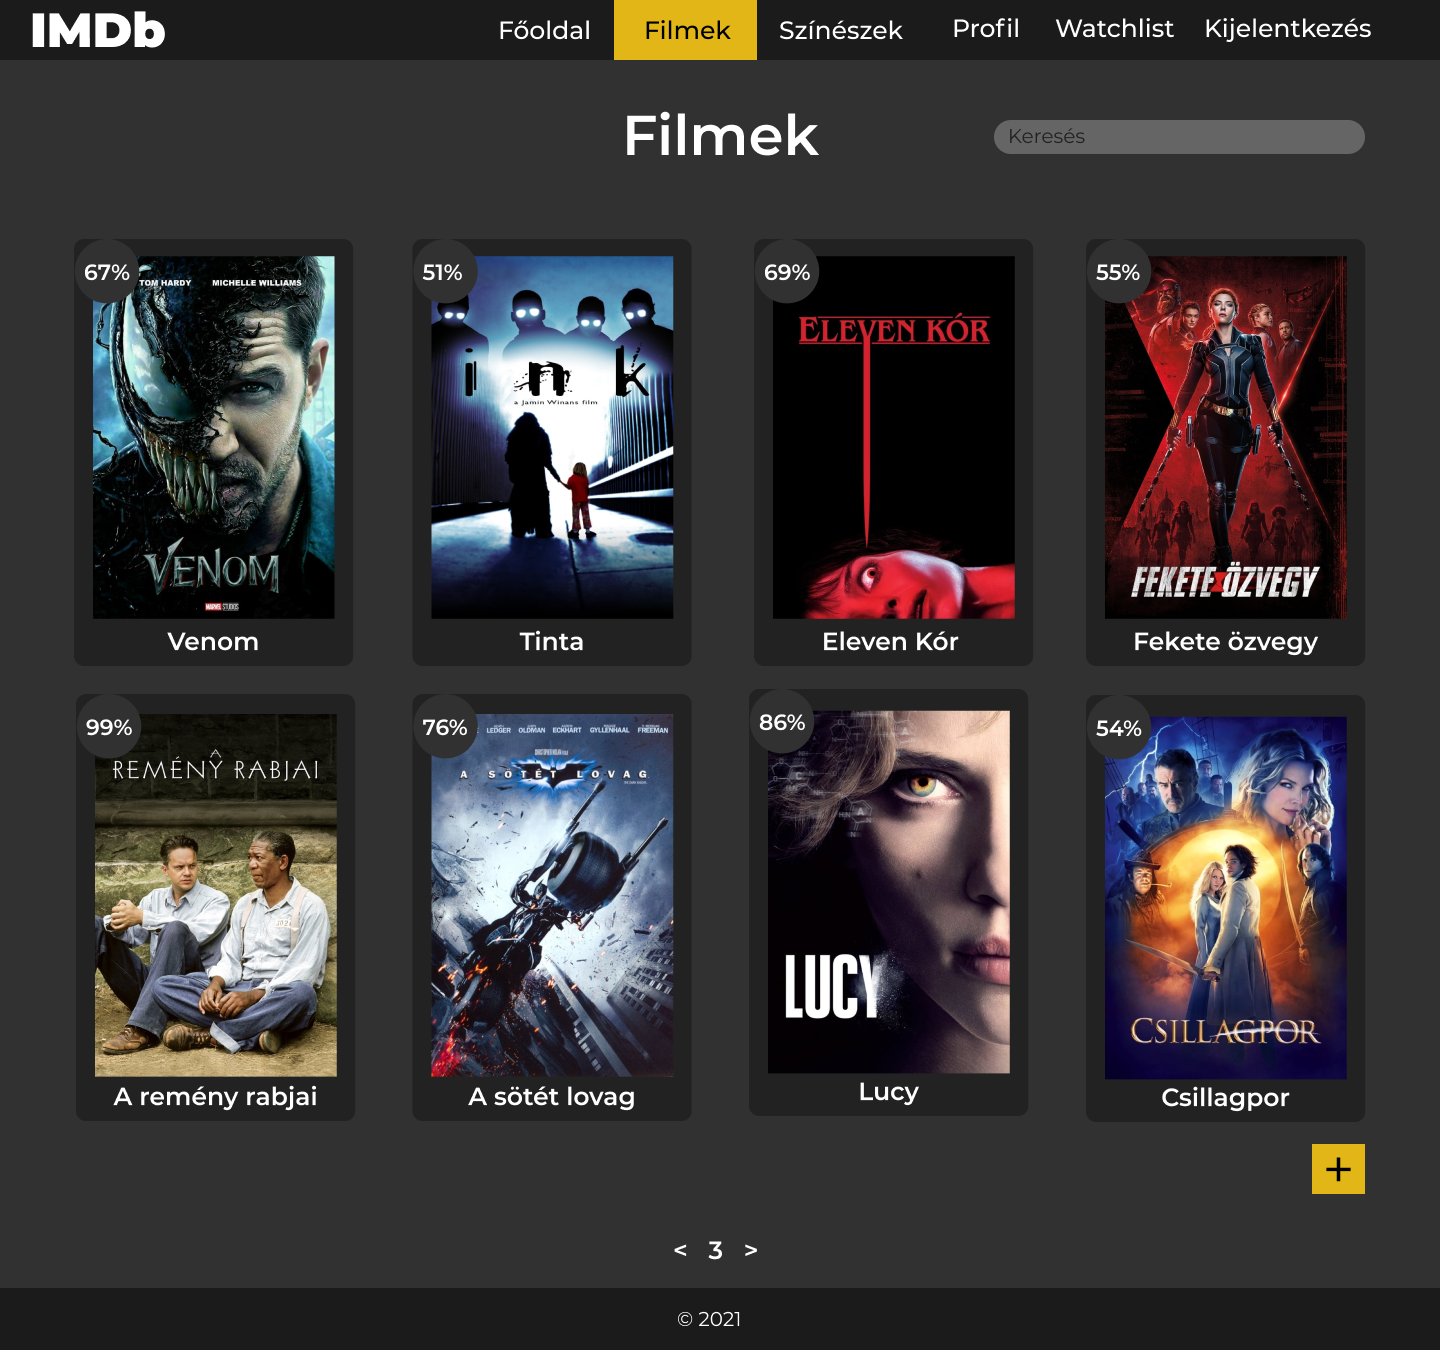 IMDb
Főoldal
Filmek
Színészek
Profil
Watchlist
Kijelentkezés
Filmek
Keresés
67%
TOM HARDY MICHELLE WILLIAMS
VENOM
MARVEL STUDIOS
Venom
51%
ink
a Jamin Winans film
Tinta
69%
ELEVEN KÓR
Eleven Kór
55%
FEKETE ÖZVEGY
Fekete özvegy
99%
A
REMÉNY RABJAI
A remény rabjai
76%
LEDGER OLDMAN ECKHART GYLLENHAAL FREEMAN
A SÖTÉT LOVAG
A sötét lovag
86%
LUCY
Lucy
54%
CSILLAGPOR
Csillagpor
+
< 3 >
© 2021